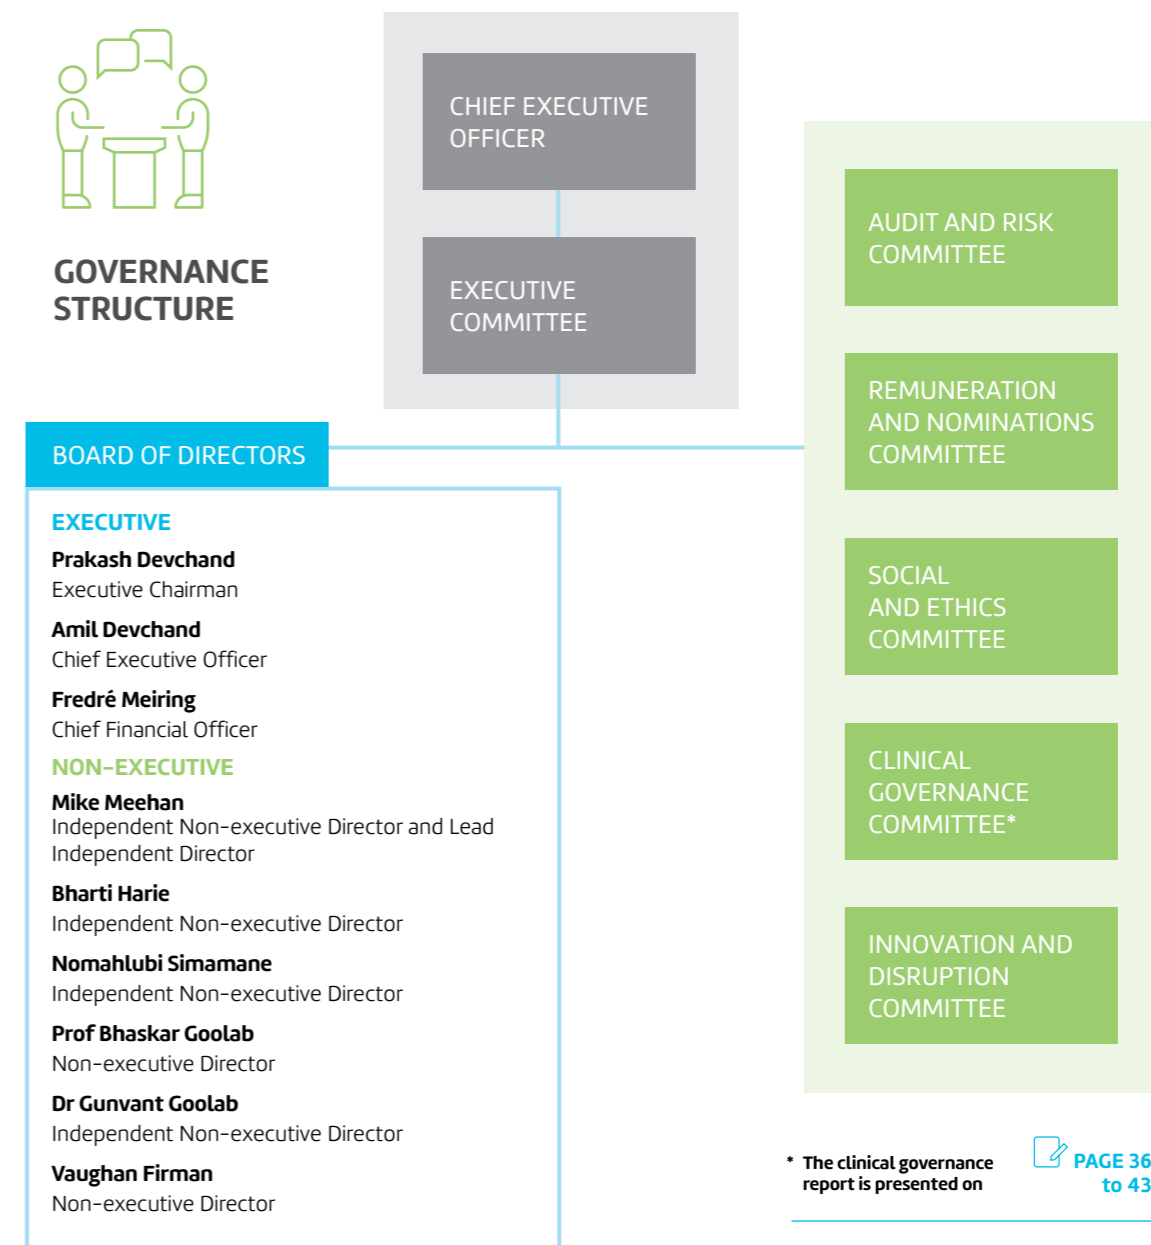 GOVERNANCE
STRUCTURE
CHIEF EXECUTIVE
OFFICER
EXECUTIVE
COMMITTEE
BOARD OF DIRECTORS
EXECUTIVE
Prakash Devchand
Executive Chairman
Amil Devchand
Chief Executive Officer
Fredré Meiring
Chief Financial Officer
NON-EXECUTIVE
Mike Meehan
Independent Non-executive Director and Lead
Independent Director
Bharti Harie
Independent Non-executive Director
Nomahlubi Simamane
Independent Non-executive Director
Prof Bhaskar Goolab
Non-executive Director
Dr Gunvant Goolab
Independent Non-executive Director
Vaughan Firman
Non-executive Director
AUDIT AND RISK
COMMITTEE
REMUNERATION
AND NOMINATIONS
COMMITTEE
SOCIAL
AND ETHICS
COMMITTEE
CLINICAL
GOVERNANCE
COMMITTEE*
INNOVATION AND
DISRUPTION
COMMITTEE
* The clinical governance
report is presented on
PAGE 36
to 43